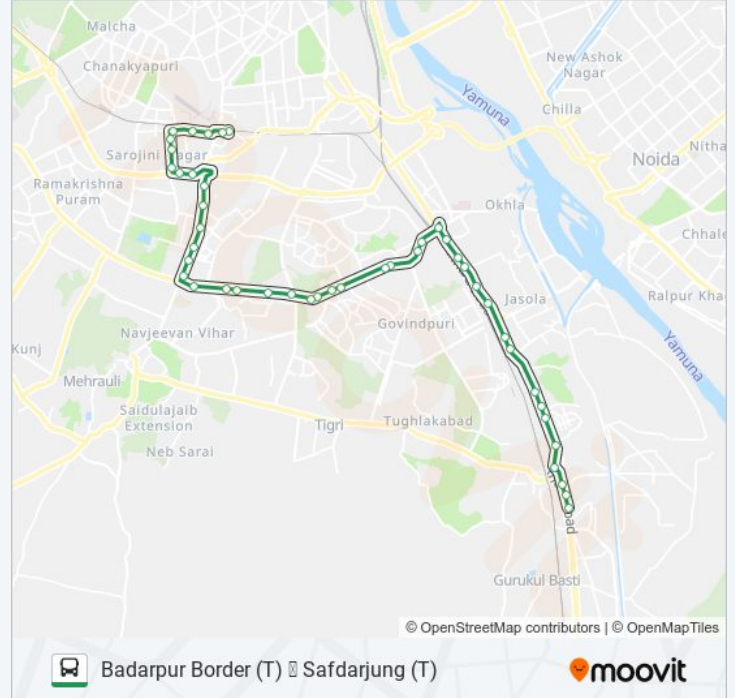 Malcha
Chanakyapuri
New Ashok
Nagar
Yamuna
Chilla
Sarojini Nagar
Noida
Nitha
Ramakrishna
Puram
Okhla
Chhale
Jasola
Ralpur Kha
Govindpuri
Navjeevan Vihar
Yamuna
Kunj
Mehrauli
Saidulajaib
Extension
Tigri
Tughlakabad
Neb Sarai
bad
Gurukul Basti
© OpenStreetMap contributors | © OpenMapTiles
Badarpur Border (T) Safdarjung (T)
moovit